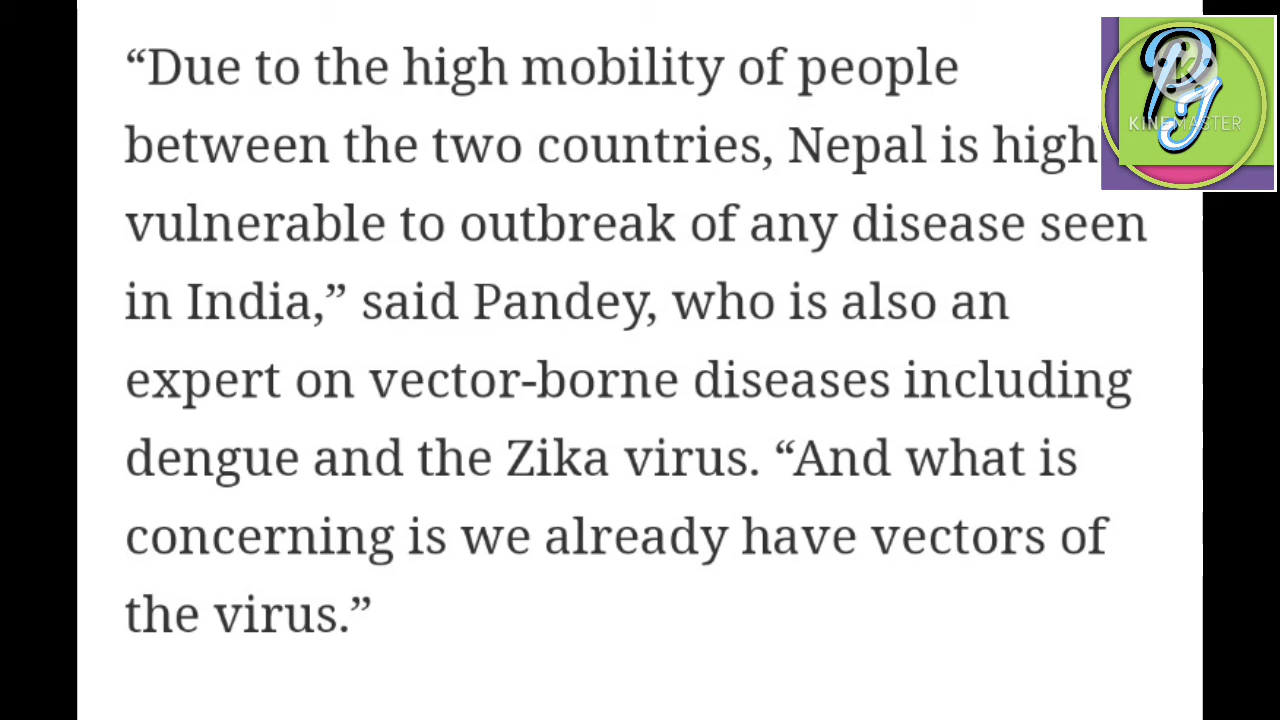 “Due to the high mobility of people
between the two countries, Nepal is high
vulnerable to outbreak of any disease seen
in India,” said Pandey, who is also an
expert on vector-borne diseases including
dengue and the Zika virus. “And what is
concerning is we already have vectors of
the virus.”
KINEMASTER